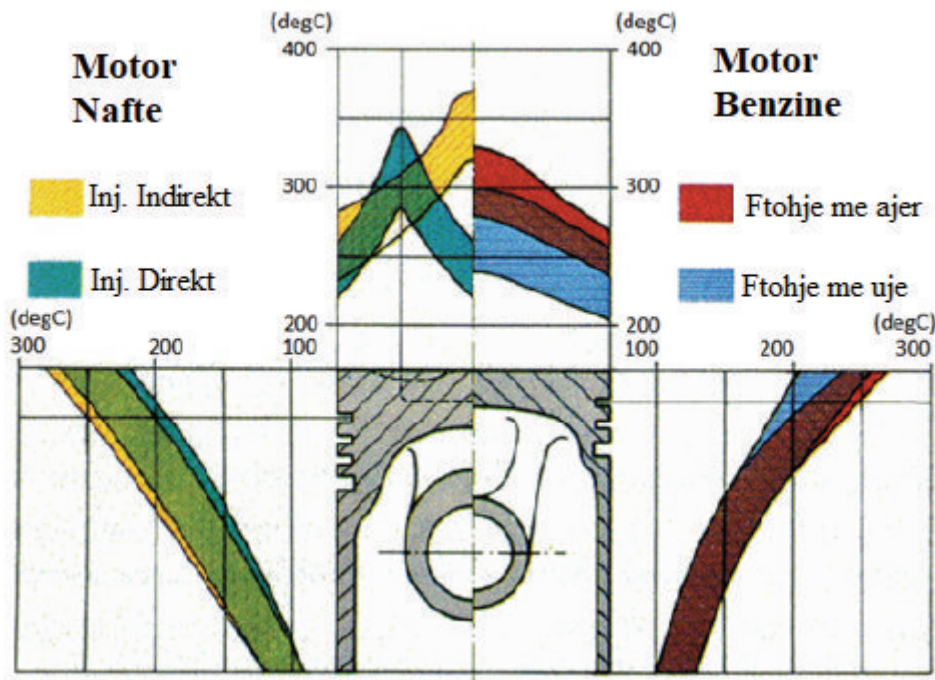 (degC)
(degC)
400
400
Motor
Nafte
Motor
Benzine
300
300
Inj. Indirekt
Ftohje me ajer
Inj. Direkt
Ftohje me uje
(degC)
200
200
(degC)
300
200
100
100
200
300